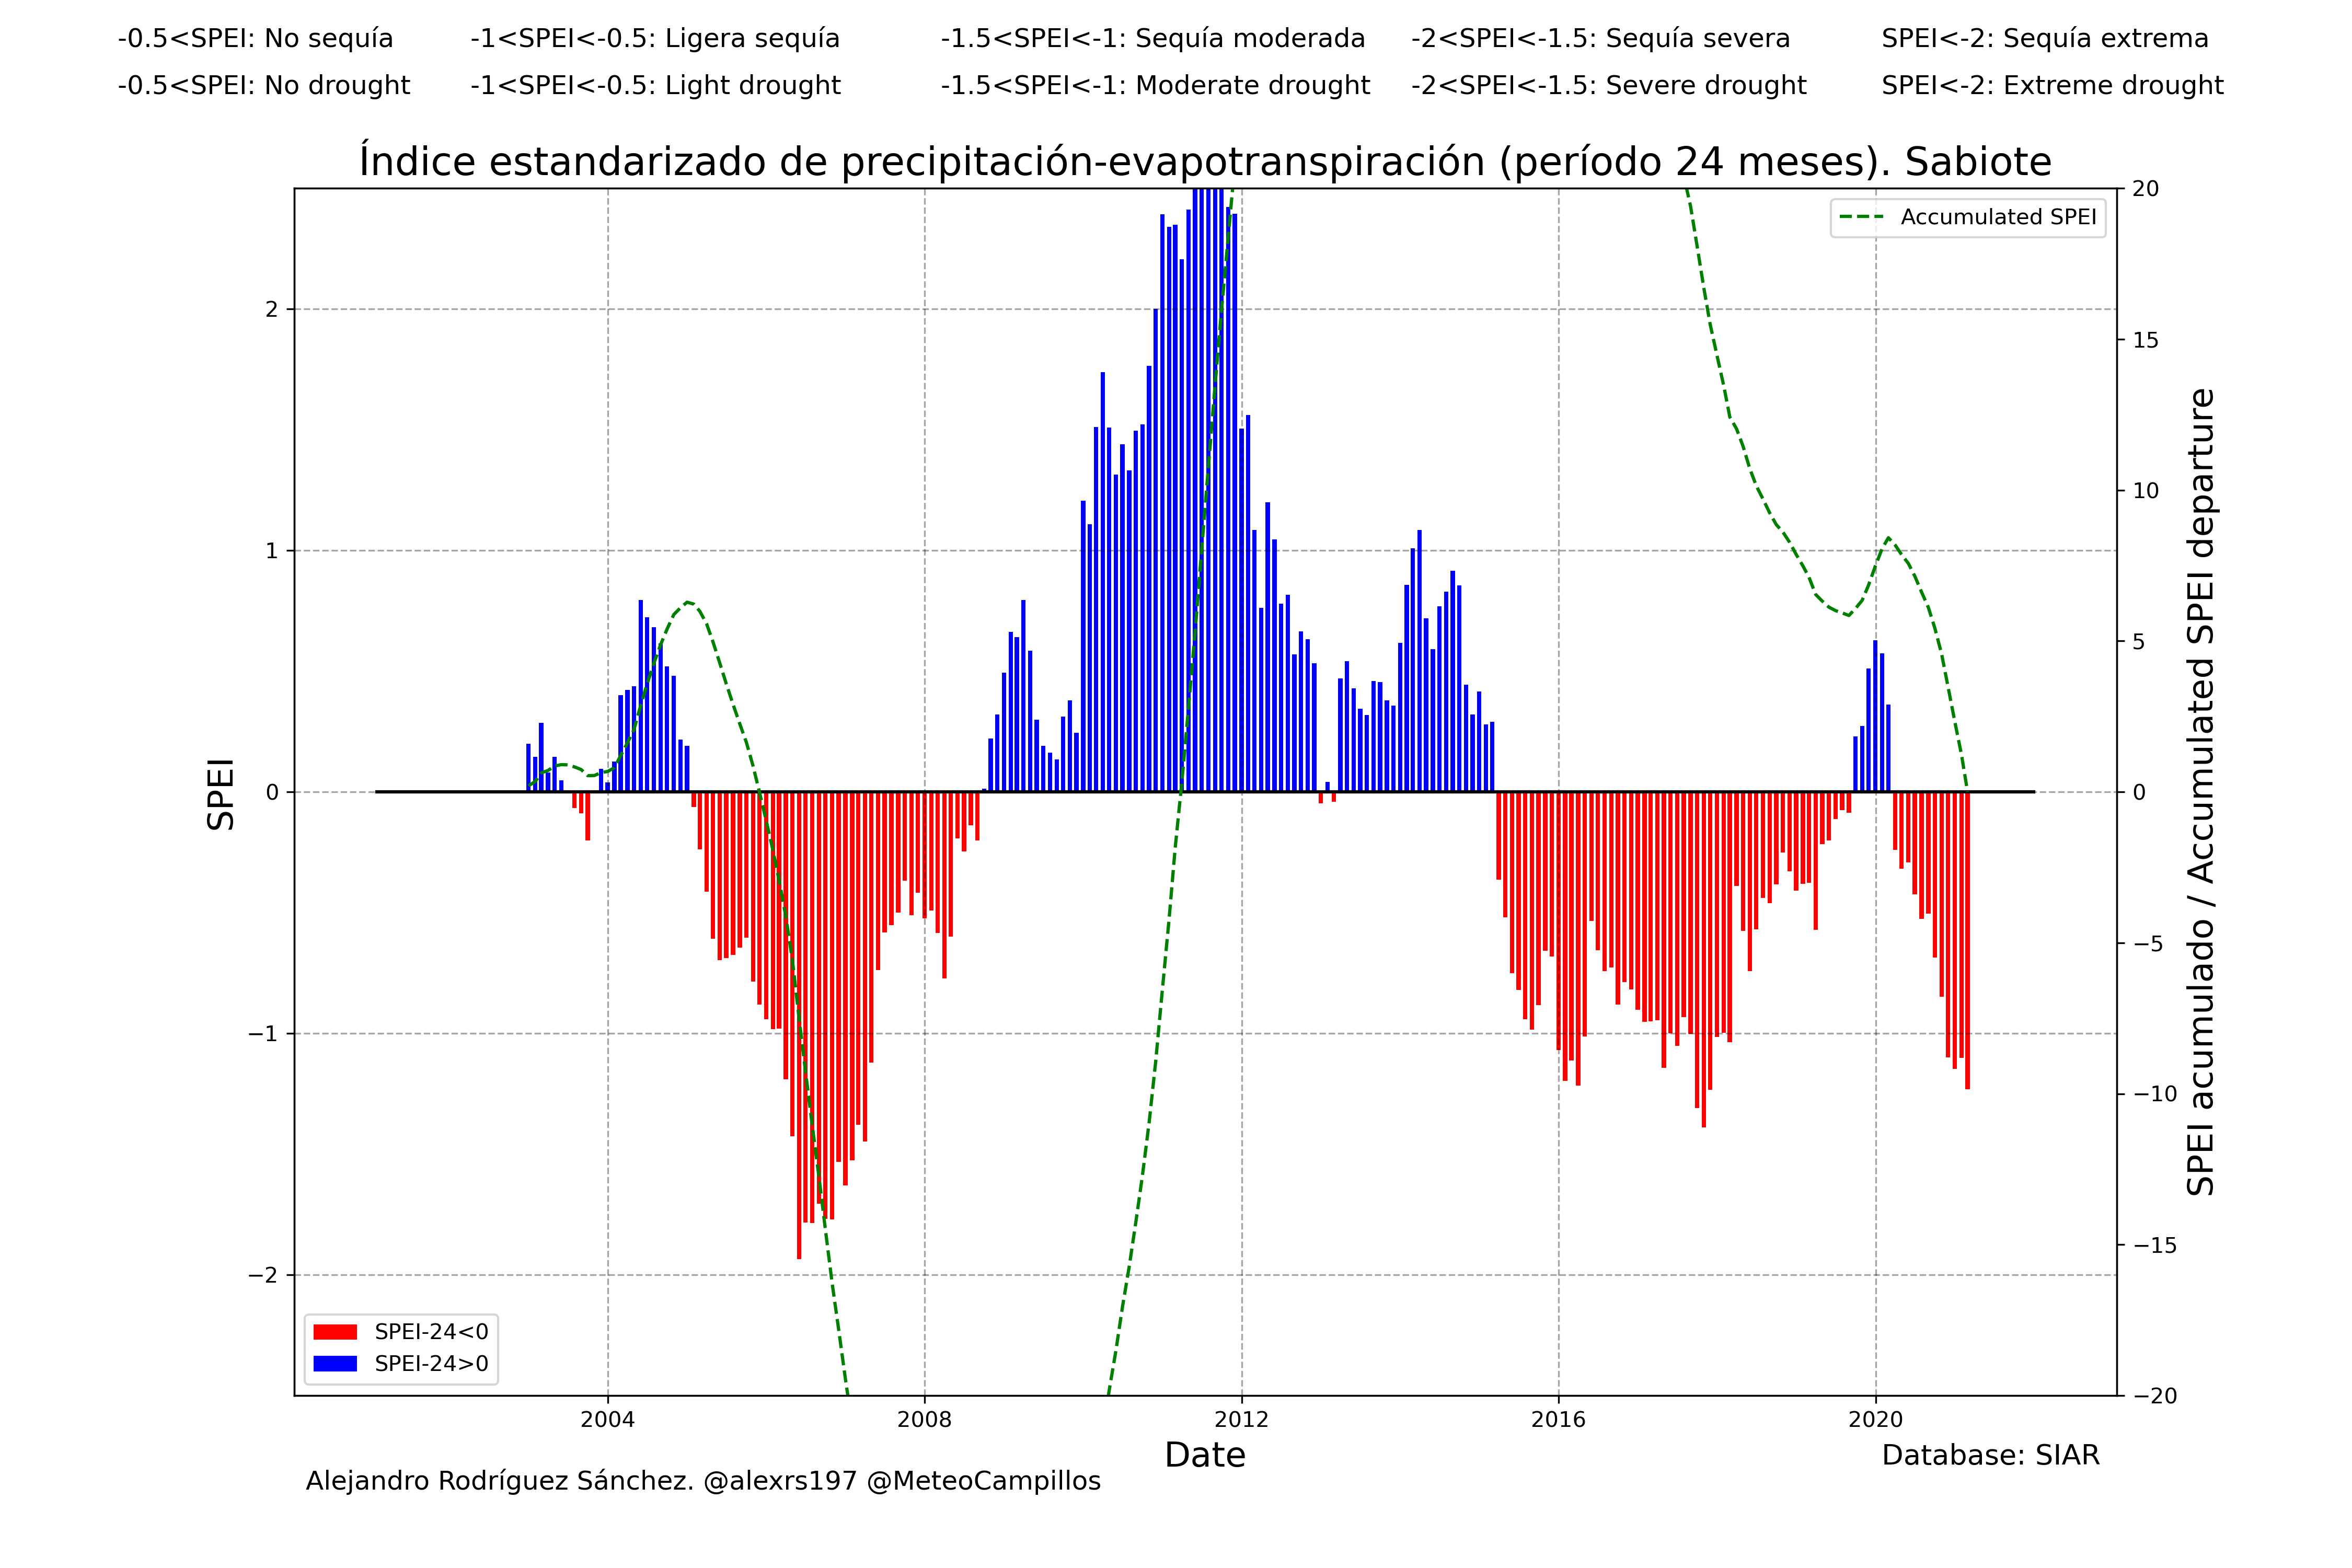 -0.5<SPEI: No sequía -1<SPEI<-0.5: Ligera sequía -1.5<SPEI<-1: Sequía moderada -2<SPEI<-1.5: Sequía severa SPEI<-2: Sequía extrema
-0.5<SPEI: No drought -1<SPEI<-0.5: Light drought -1.5<SPEI<-1: Moderate drought -2<SPEI<-1.5: Severe drought SPEI<-2: Extreme drought
Índice estandarizado de precipitación-evapotranspiración (período 24 meses). Sabiote
Accumulated SPEI
SPEI
2
1
0
−1
−2
20
15
10
5
0
−5
−10
−15
−20
SPEI acumulado / Accumulated SPEI departure
SPEI-24<0
SPEI-24>0
2004 2008 2012 2016 2020
Date
Database: SIAR
Alejandro Rodríguez Sánchez. @alexrs197 @MeteoCampillos